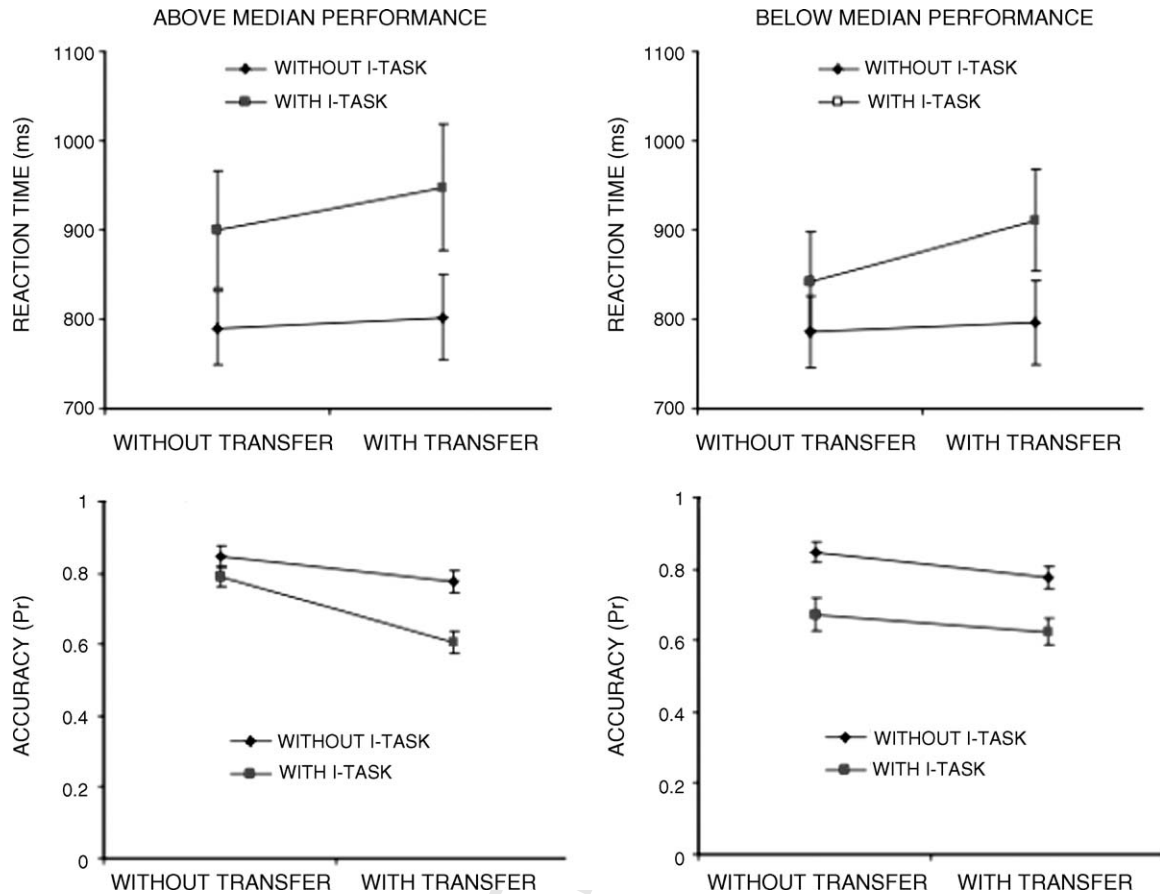 ABOVE MEDIAN PERFORMANCE
1100
1000
900
800
700
REACTION TIME (ms)
WITHOUT I-TASK
WITH I-TASK
WITHOUT TRANSFER
WITH TRANSFER
BELOW MEDIAN PERFORMANCE
1100
1000
900
800
700
REACTION TIME (ms)
WITHOUT I-TASK
WITH I-TASK
WITHOUT TRANSFER
WITH TRANSFER
1
0.8
0.6
0.4
0.2
0
ACCURACY (Pr)
WITHOUT I-TASK
WITH I-TASK
WITHOUT TRANSFER
WITH TRANSFER
1
0.8
0.6
0.4
0.2
0
ACCURACY (Pr)
WITHOUT I-TASK
WITH I-TASK
WITHOUT TRANSFER
WITH TRANSFER